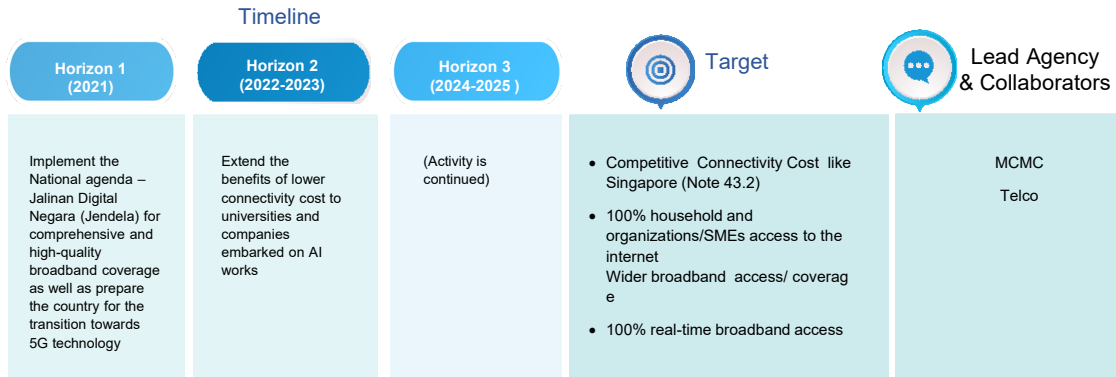 Timeline
Horizon 1
(2021)
Horizon 2
(2022-2023)
Horizon 3
(2024-2025 )
Target
Lead Agency
& Collaborators
Implement the
National agenda –
Jalinan Digital
Negara (Jendela) for
comprehensive and
high-quality
broadband coverage
as well as prepare
the country for the
transition towards
5G technology
Extend the
benefits of lower
connectivity cost to
universities and
companies
embarked on AI
works
(Activity is
continued)
• Competitive Connectivity Cost like
Singapore (Note 43.2)
• 100% household and
organizations/SMEs access to the
internet
Wider broadband access/ coverag
e
• 100% real-time broadband access
MCMC
Telco